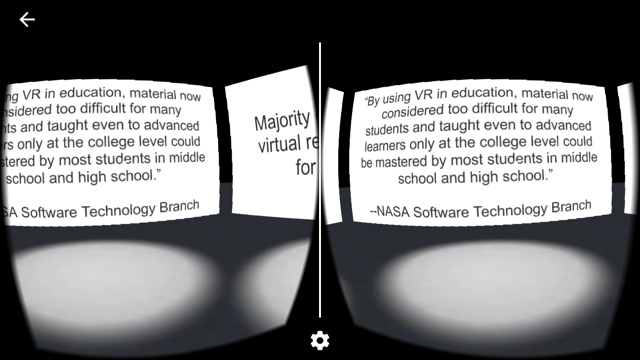 ng VR in education, material now
nsidered too difficult for many
nts and taught even to advanced
rs only at the college level could
stered by most students in middle
school and high school.”
SA Software Technology Branch
Majority
virtual re
for
“By using VR in education, material now
considered too difficult for many
students and taught even to advanced
learners only at the college level could
be mastered by most students in middle
school and high school.”
--NASA Software Technology Branch